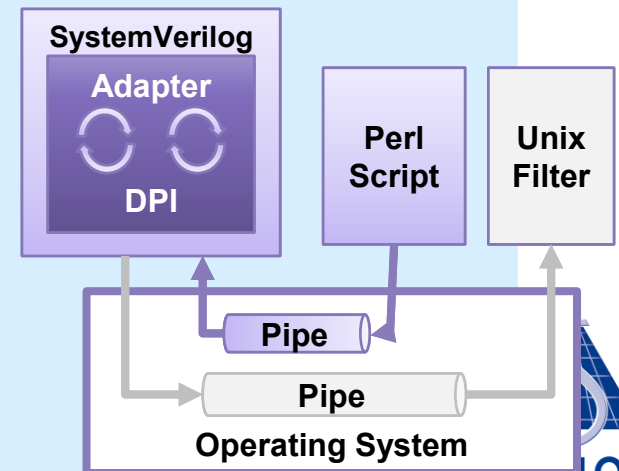 SystemVerilog
Adapter
DPI
Perl
Script
Unix
Filter
Pipe
Pipe
Operating System